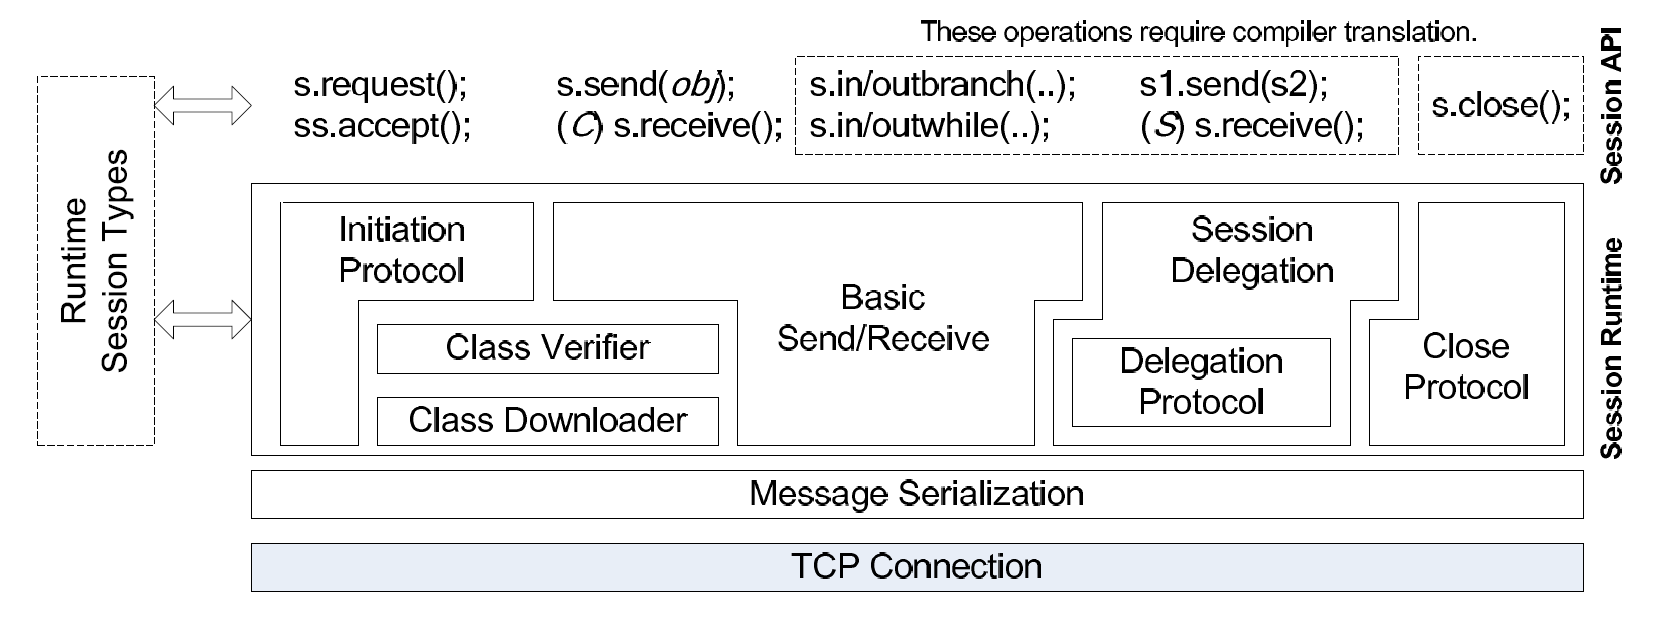 These operations require compiler translation.
s.request();
ss.accept();
s.send(obj);
(C) s.receive();
s.in/outbranch(..);
s.in/outwhile(..);
s1.send(s2);
(S) s.receive();
s.close();
Session API
Runtime
Session Types
Initiation
Protocol
Class Verifier
Class Downloader
Basic
Send/Receive
Session
Delegation
Delegation
Protocol
Close
Protocol
Session Runtime
Message Serialization
TCP Connection